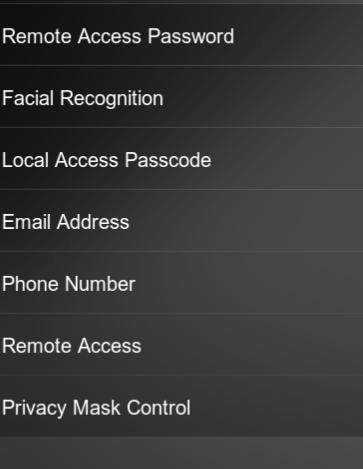 Remote Access Password
Facial Recognition
Local Access Passcode
Email Address
Phone Number
Remote Access
Privacy Mask Control